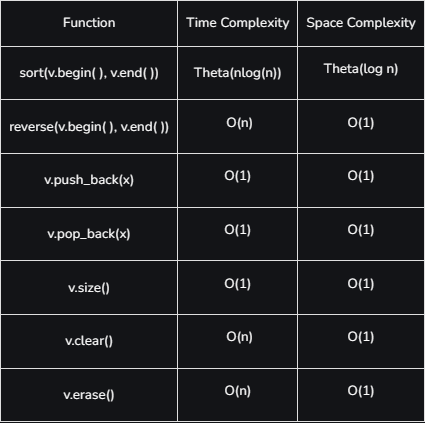 Function Time Complexity Space Complexity
sort(v.begin( ), v.end( )) Theta(nlog(n)) Theta(log n)
reverse(v.begin( ), v.end( )) O(n) O(1)
v.push_back(x) O(1) O(1)
v.pop_back(x) O(1) O(1)
v.size() O(1) O(1)
v.clear() O(n) O(1)
v.erase() O(n) O(1)